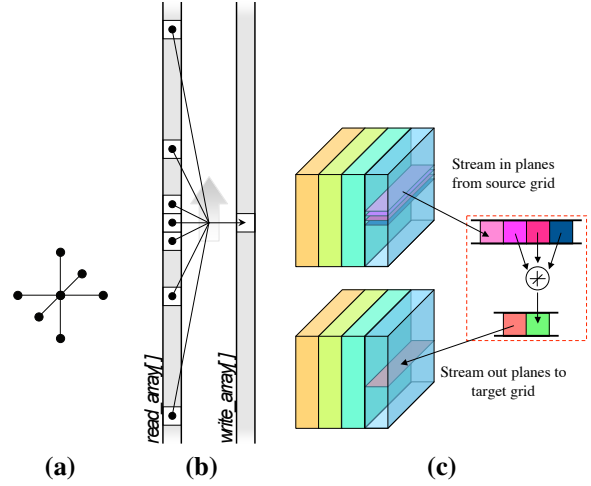 read_array[ ]
write_array[ ]
Stream in planes
from source grid
Stream out planes to
target grid
(a)
(b)
(c)